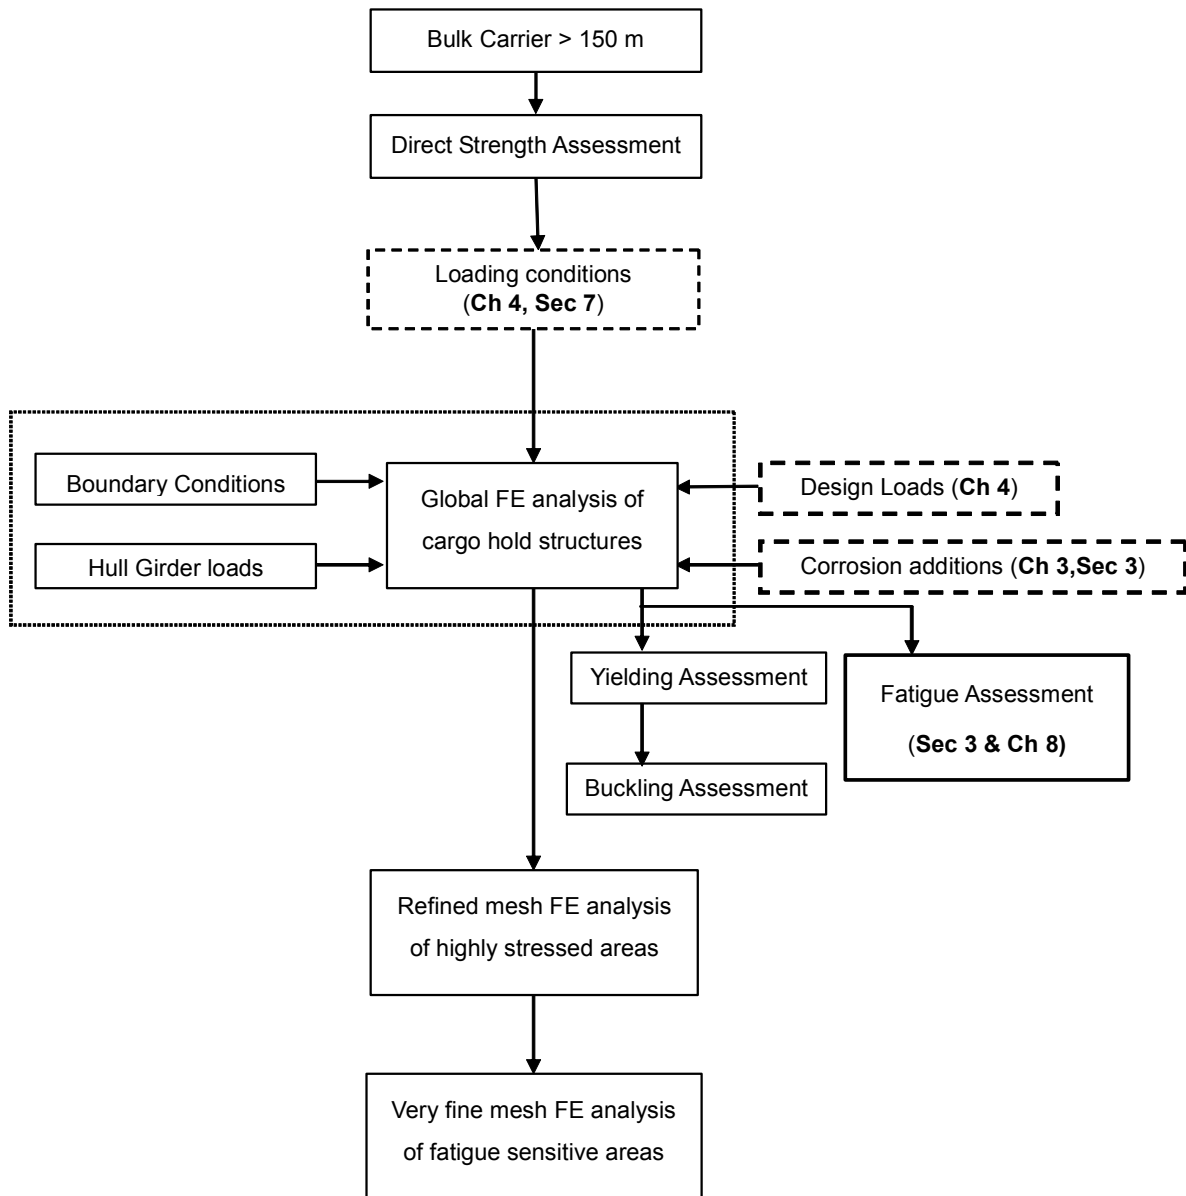 Bulk Carrier > 150 m
Direct Strength Assessment
Loading conditions
(Ch 4, Sec 7)
Boundary Conditions
Global FE analysis of
cargo hold structures
Design Loads (Ch 4)
Hull Girder loads
Corrosion additions (Ch 3,Sec 3)
Yielding Assessment
Fatigue Assessment
(Sec 3 & Ch 8)
Buckling Assessment
Refined mesh FE analysis
of highly stressed areas
Very fine mesh FE analysis
of fatigue sensitive areas